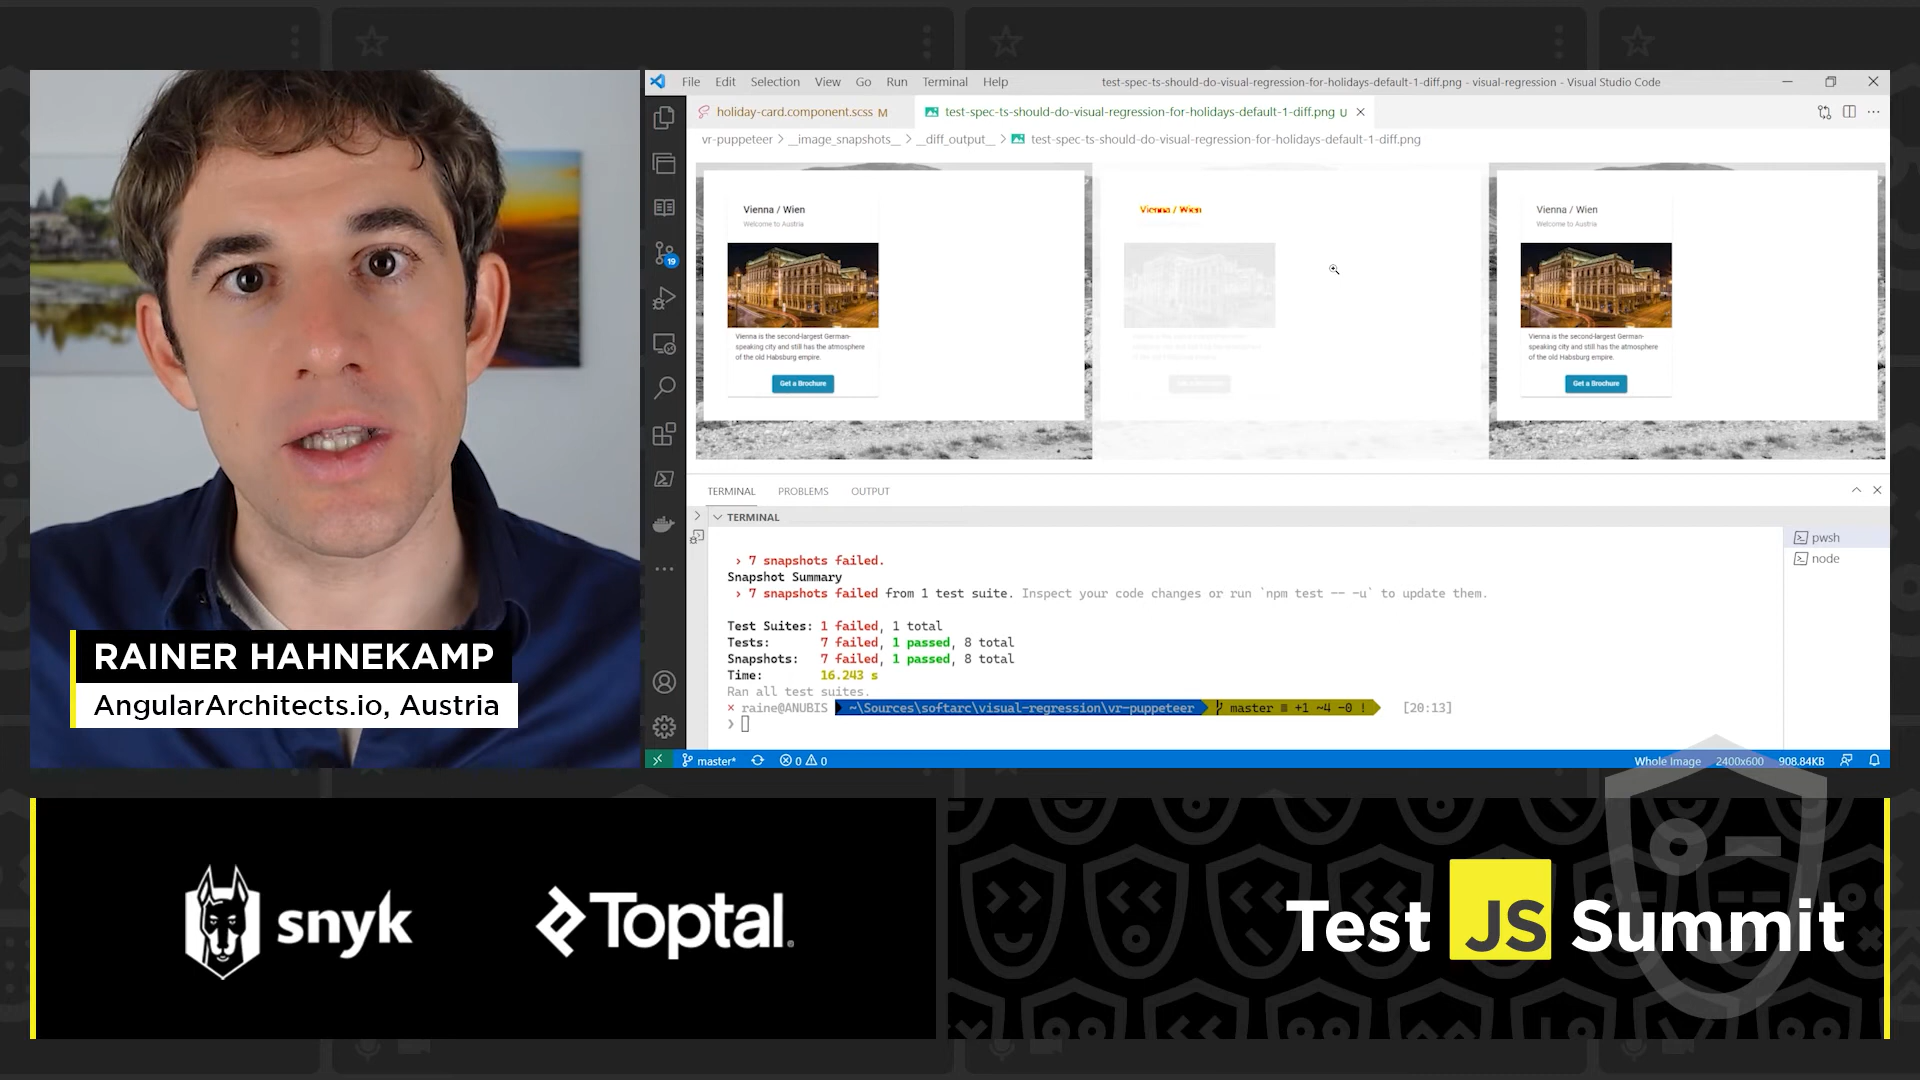 File Edit Selection View Go Run Terminal Help
test-spec-ts-should-do-visual-regression-for-holidays-default-1-diff.png - visual-regression - Visual Studio Code
holiday-card.component.scss M
test-spec-ts-should-do-visual-regression-for-holidays-default-1-diff.png U
vr-puppeteer > __image_snapshots__ > __diff_output__ > test-spec-ts-should-do-visual-regression-for-holidays-default-1-diff.png
Vienna / Wien
Welcome to Austria
Vienna is the second-largest German-
speaking city and still has the atmosphere
of the old Habsburg empire.
Get a Brochure
Vienna / Wien
Vienna / Wien
Welcome to Austria
Vienna is the second-largest German-
speaking city and still has the atmosphere
of the old Habsburg empire.
Get a Brochure
19
TERMINAL PROBLEMS OUTPUT
TERMINAL
pwsh
node
› 7 snapshots failed.
Snapshot Summary
› 7 snapshots failed from 1 test suite. Inspect your code changes or run `npm test -- -u` to update them.
Test Suites: 1 failed, 1 total
Tests: 7 failed, 1 passed, 8 total
Snapshots: 7 failed, 1 passed, 8 total
Time: 16.243 s
Ran all test suites.
× raine@ANUBIS ~\Sources\softarc\visual-regression\vr-puppeteer master ≡ +1 ~4 -0 ! [20:13]
❯
master* 0 0
Whole Image 2400x600 908.84KB
RAINER HAHNEKAMP
AngularArchitects.io, Austria
snyk
Toptal
Test JS Summit